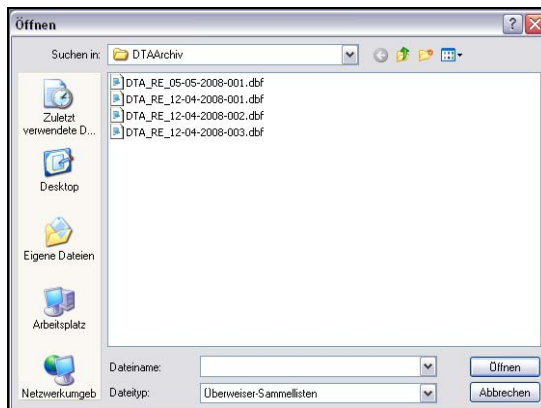 Öffnen
Suchen in: DTAArchiv
DTA_RE_05-05-2008-001.dbf
DTA_RE_12-04-2008-001.dbf
DTA_RE_12-04-2008-002.dbf
DTA_RE_12-04-2008-003.dbf
Zuletzt
verwendete D...
Desktop
Eigene Dateien
Arbeitsplatz
Netzwerkumgeb
Dateiname:
Öffnen
Dateityp: Überweiser-Sammellisten
Abbrechen